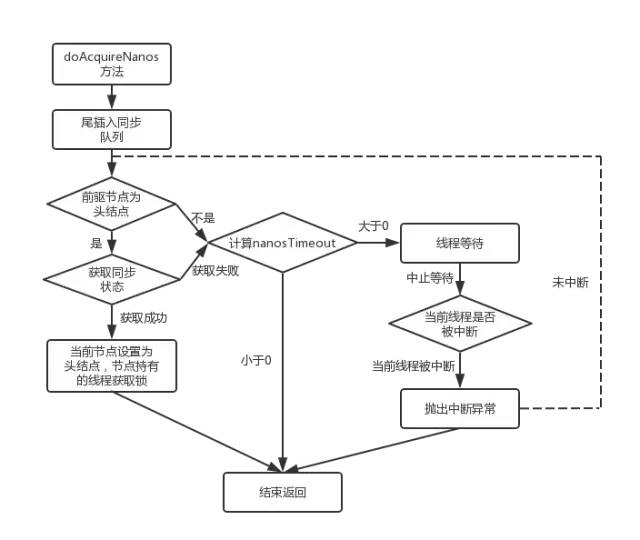 doAcquireNanos
方法
尾插入同步
队列
前驱节点为
头结点
不是
是
获取同步
状态
获取失败
获取成功
当前节点设置为
头结点，节点持有
的线程获取锁
计算nanosTimeout
大于0
小于0
线程等待
中止等待
当前线程是否
被中断
当前线程被中断
未中断
抛出中断异常
结束返回